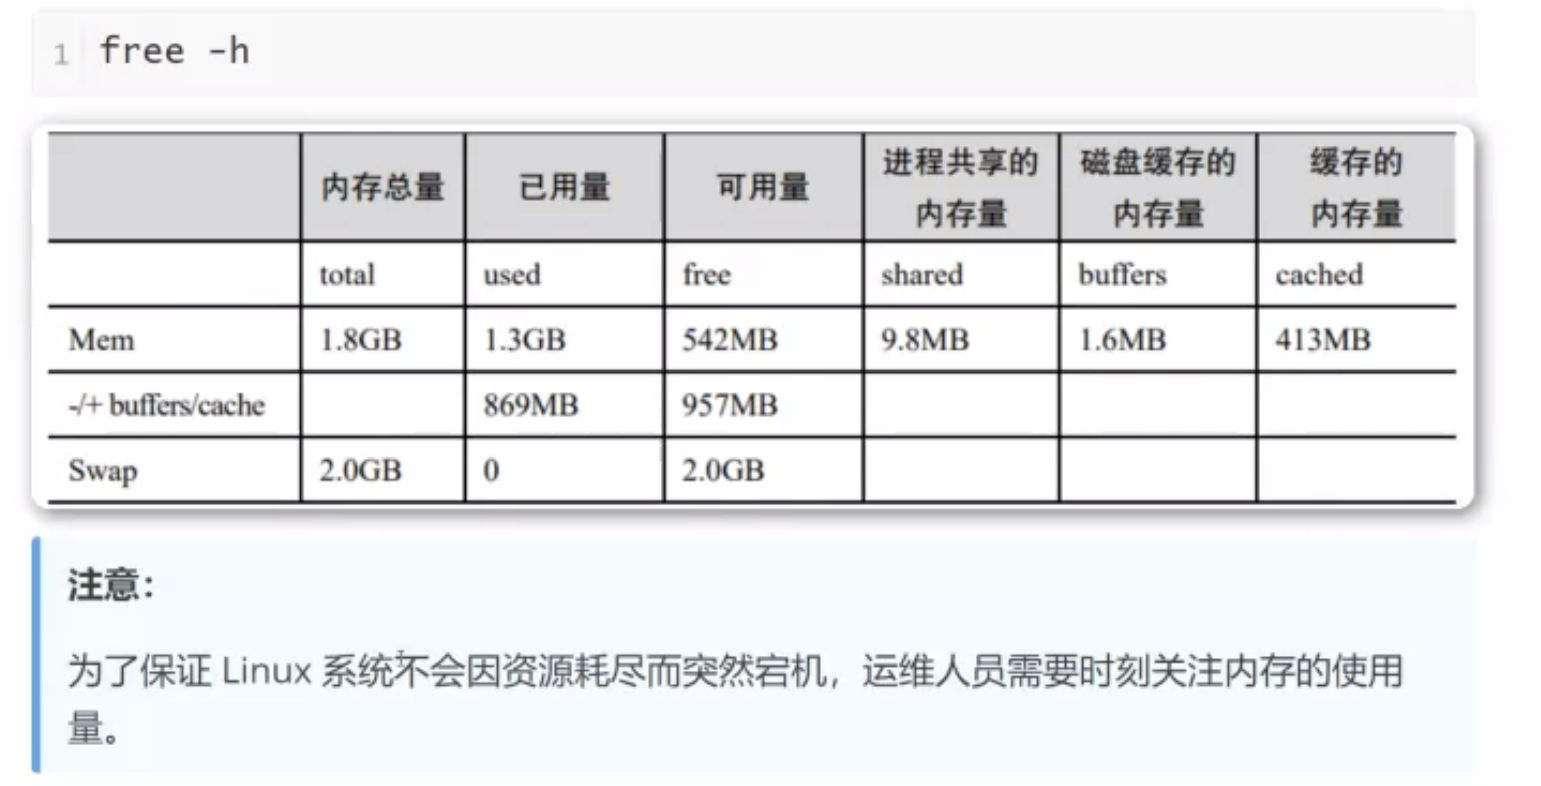 1 free -h
内存总量 已用量 可用量 进程共享的内存量 磁盘缓存的内存量 缓存的内存量
total used free shared buffers cached
Mem 1.8GB 1.3GB 542MB 9.8MB 1.6MB 413MB
-/+ buffers/cache 869MB 957MB
Swap 2.0GB 0 2.0GB
注意：
为了保证 Linux 系统不会因资源耗尽而突然宕机，运维人员需要时刻关注内存的使用
量。